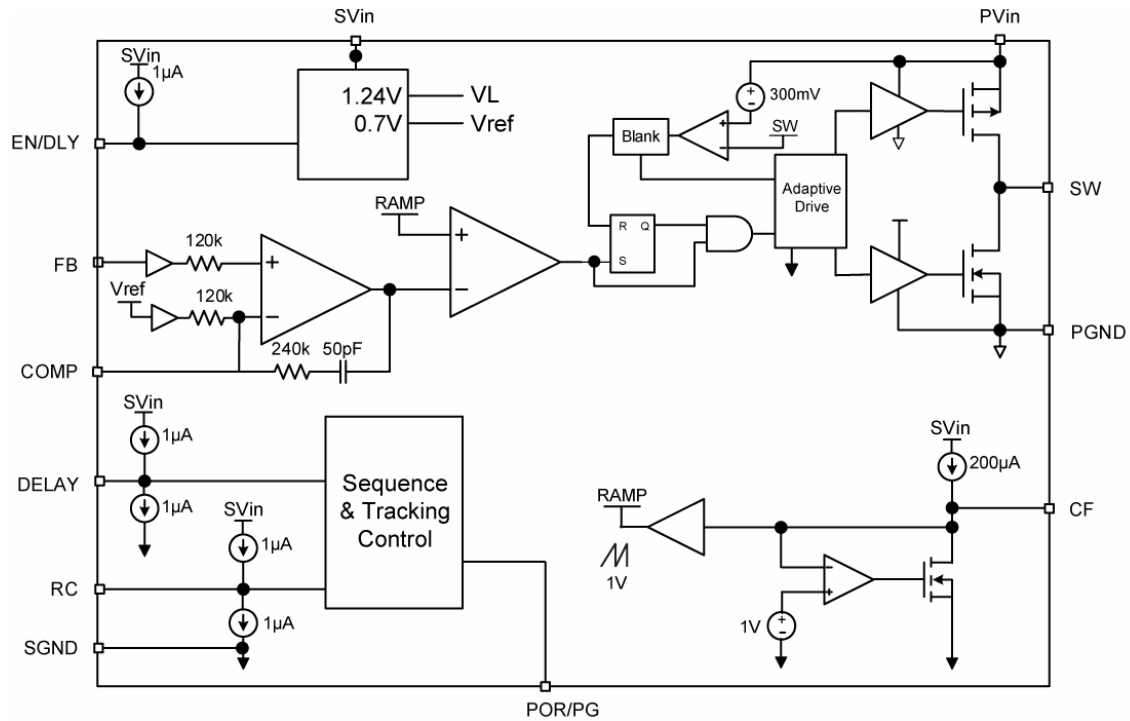 SVin
PVin
SVin
1µA
1.24V
VL
0.7V
Vref
EN/DLY
300mV
SW
Blank
Adaptive
Drive
SW
RAMP
R
Q
S
+
−
FB
120k
+
Vref
120k
−
240k
50pF
COMP
PGND
SVin
1µA
DELAY
1µA
SVin
1µA
RC
1µA
SGND
Sequence
& Tracking
Control
SVin
200µA
RAMP
CF
1V
−
+
1V
+
−
POR/PG